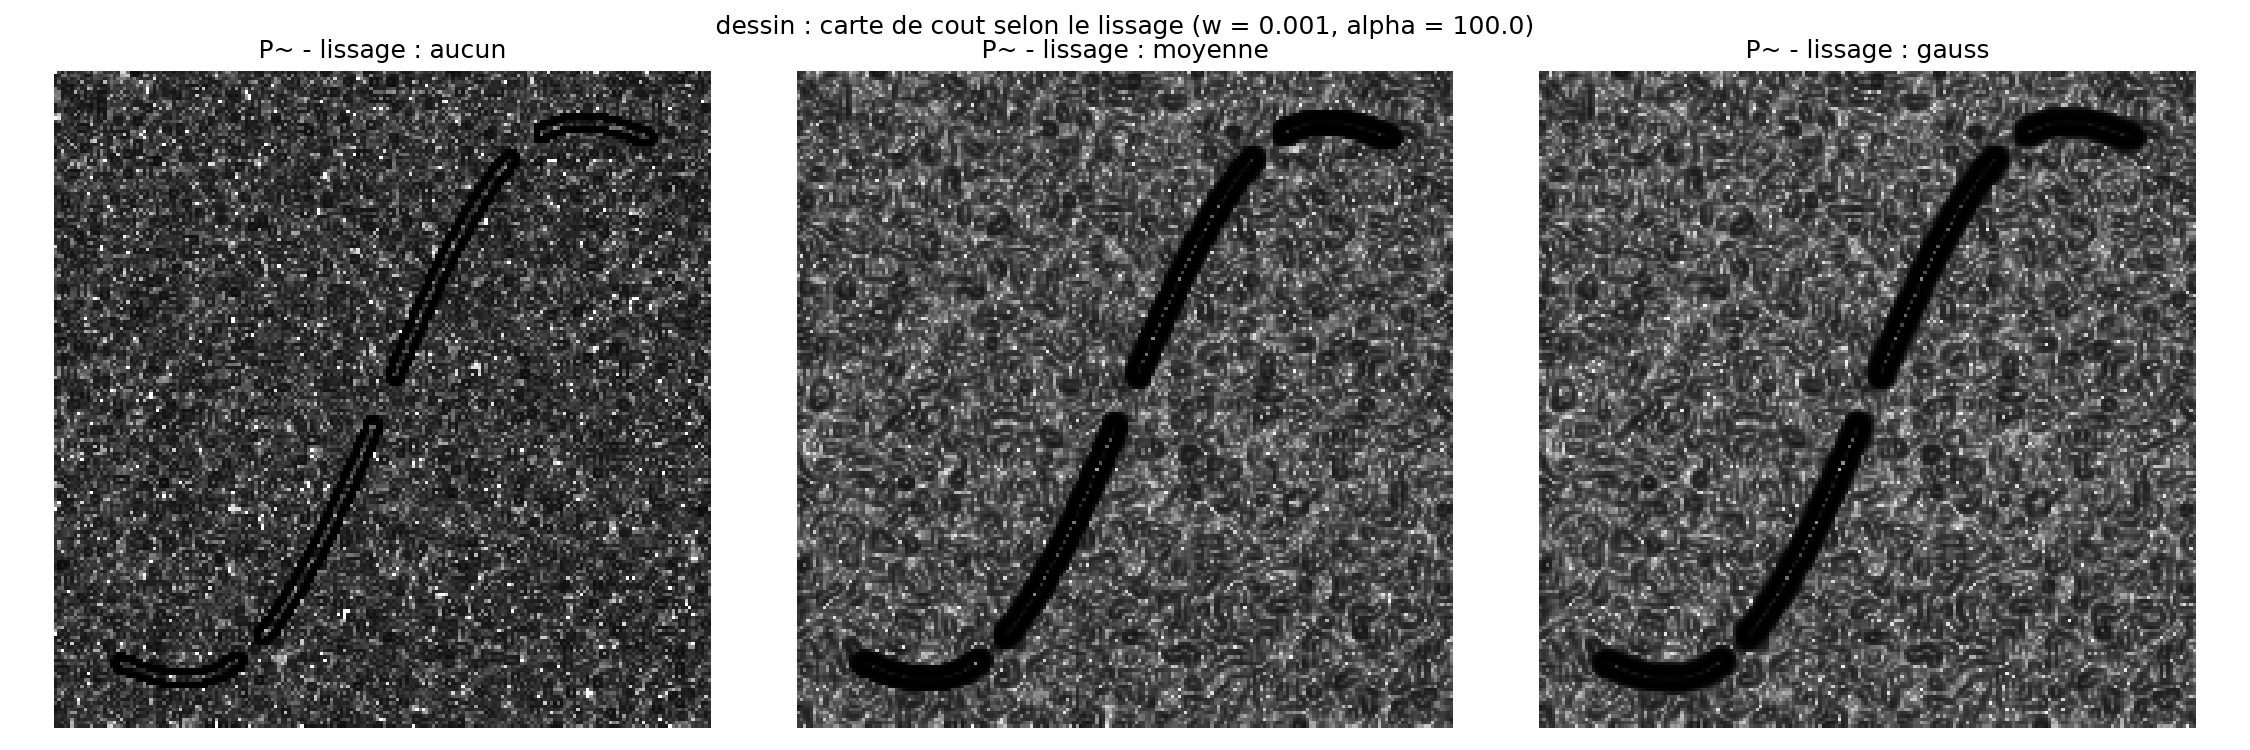 dessin : carte de cout selon le lissage (w = 0.001, alpha = 100.0)
P~ - lissage : aucun
P~ - lissage : moyenne
P~ - lissage : gauss